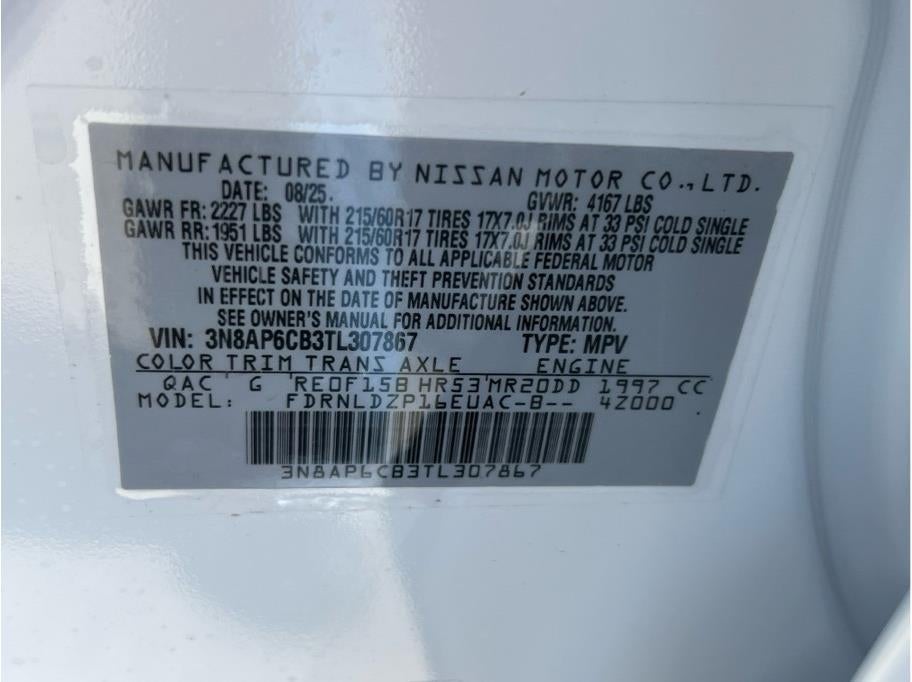 MANUFACTURED BY NISSAN MOTOR CO., LTD.
DATE: 08/25. GVWR: 4167 LBS
GAWR FR: 2227 LBS WITH 215/60R17 TIRES 17X7.0J RIMS AT 33 PSI COLD SINGLE
GAWR RR: 1951 LBS WITH 215/60R17 TIRES 17X7.0J RIMS AT 33 PSI COLD SINGLE
THIS VEHICLE CONFORMS TO ALL APPLICABLE FEDERAL MOTOR
VEHICLE SAFETY AND THEFT PREVENTION STANDARDS
IN EFFECT ON THE DATE OF MANUFACTURE SHOWN ABOVE.
SEE OWNER'S MANUAL FOR ADDITIONAL INFORMATION.
VIN: 3N8AP6CB3TL307867 TYPE: MPV
COLOR TRIM TRANS AXLE ENGINE
QAC G RE0F15B HR53 MR20DD 1997 CC
MODEL: FDRNLDZP16EUAC-B-- 42000
3N8AP6CB3TL307867